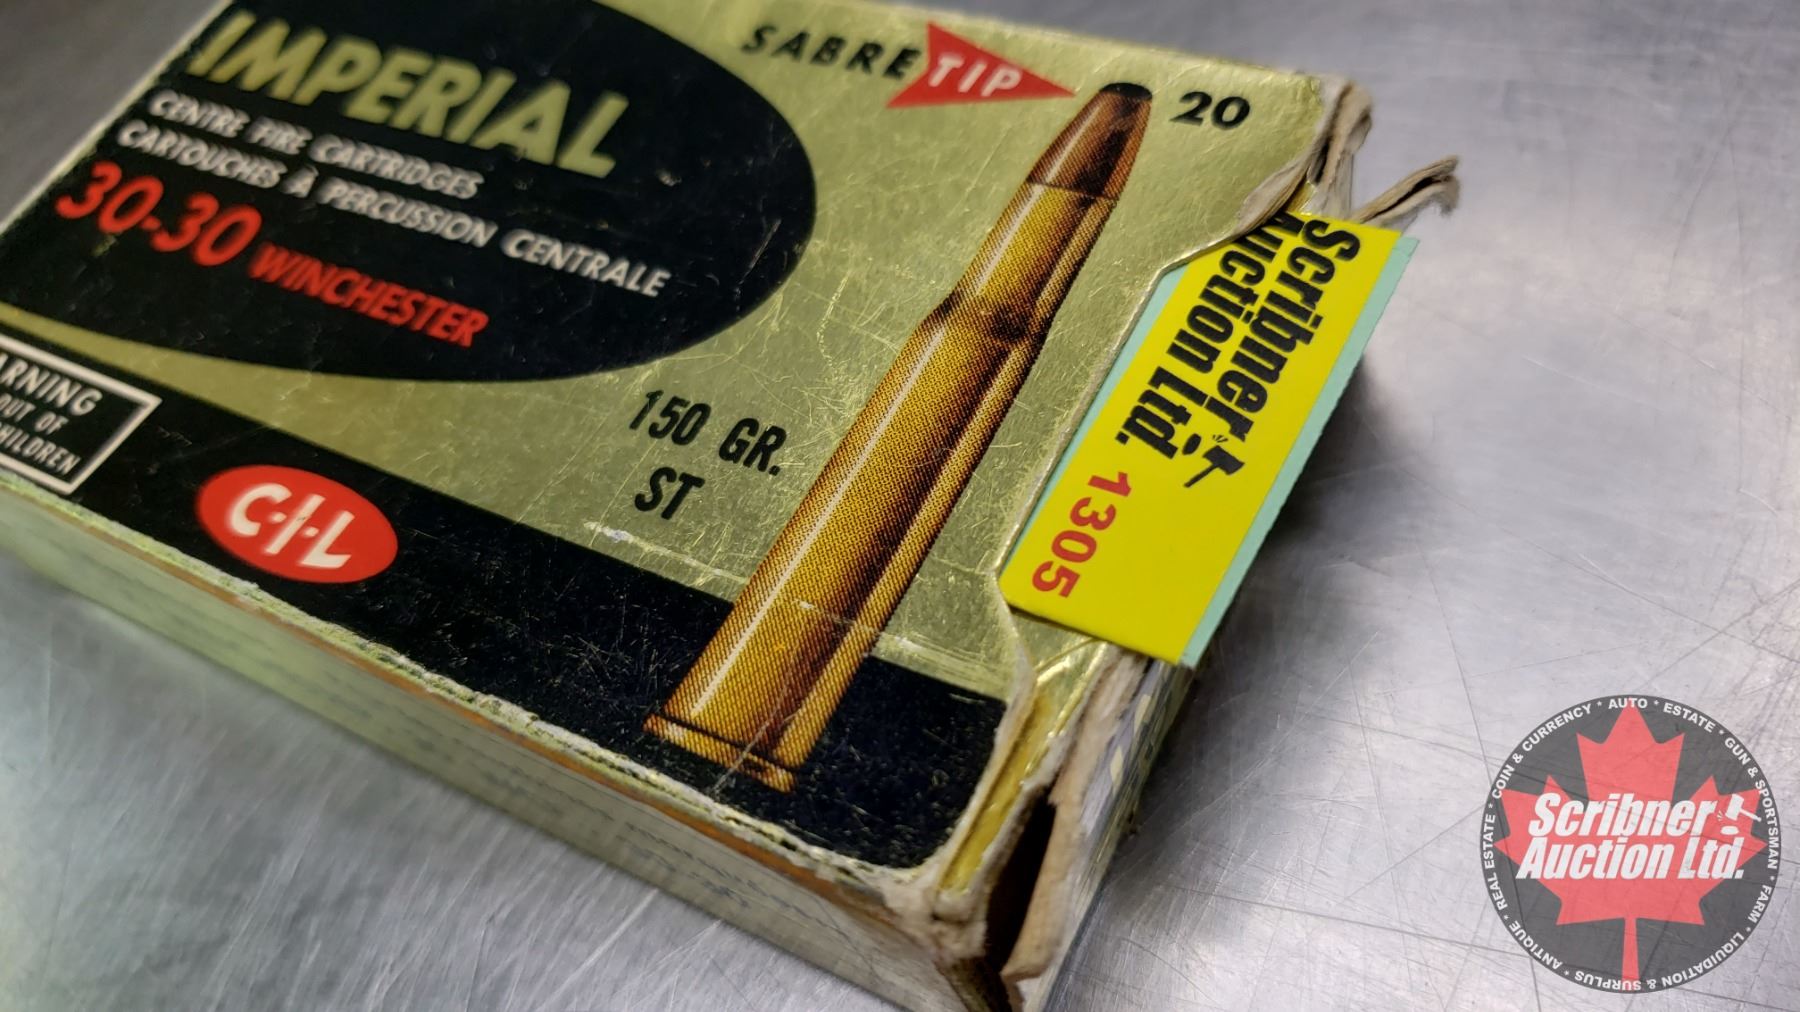 IMPERIAL
CENTRE FIRE CARTRIDGES
CARTOUCHES À PERCUSSION CENTRALE
30-30 WINCHESTER
SABRE TIP
20
150 GR.
ST
ARNING
OUT OF
CHILDREN
C-I-L
Scribner
Auction Ltd.
1305
Scribner
Auction Ltd.
ANTIQUE * REAL ESTATE * COIN & CURRENCY * AUTO * ESTATE * GUN & SPORTSMAN * FARM * LIQUIDATION & SURPLUS *